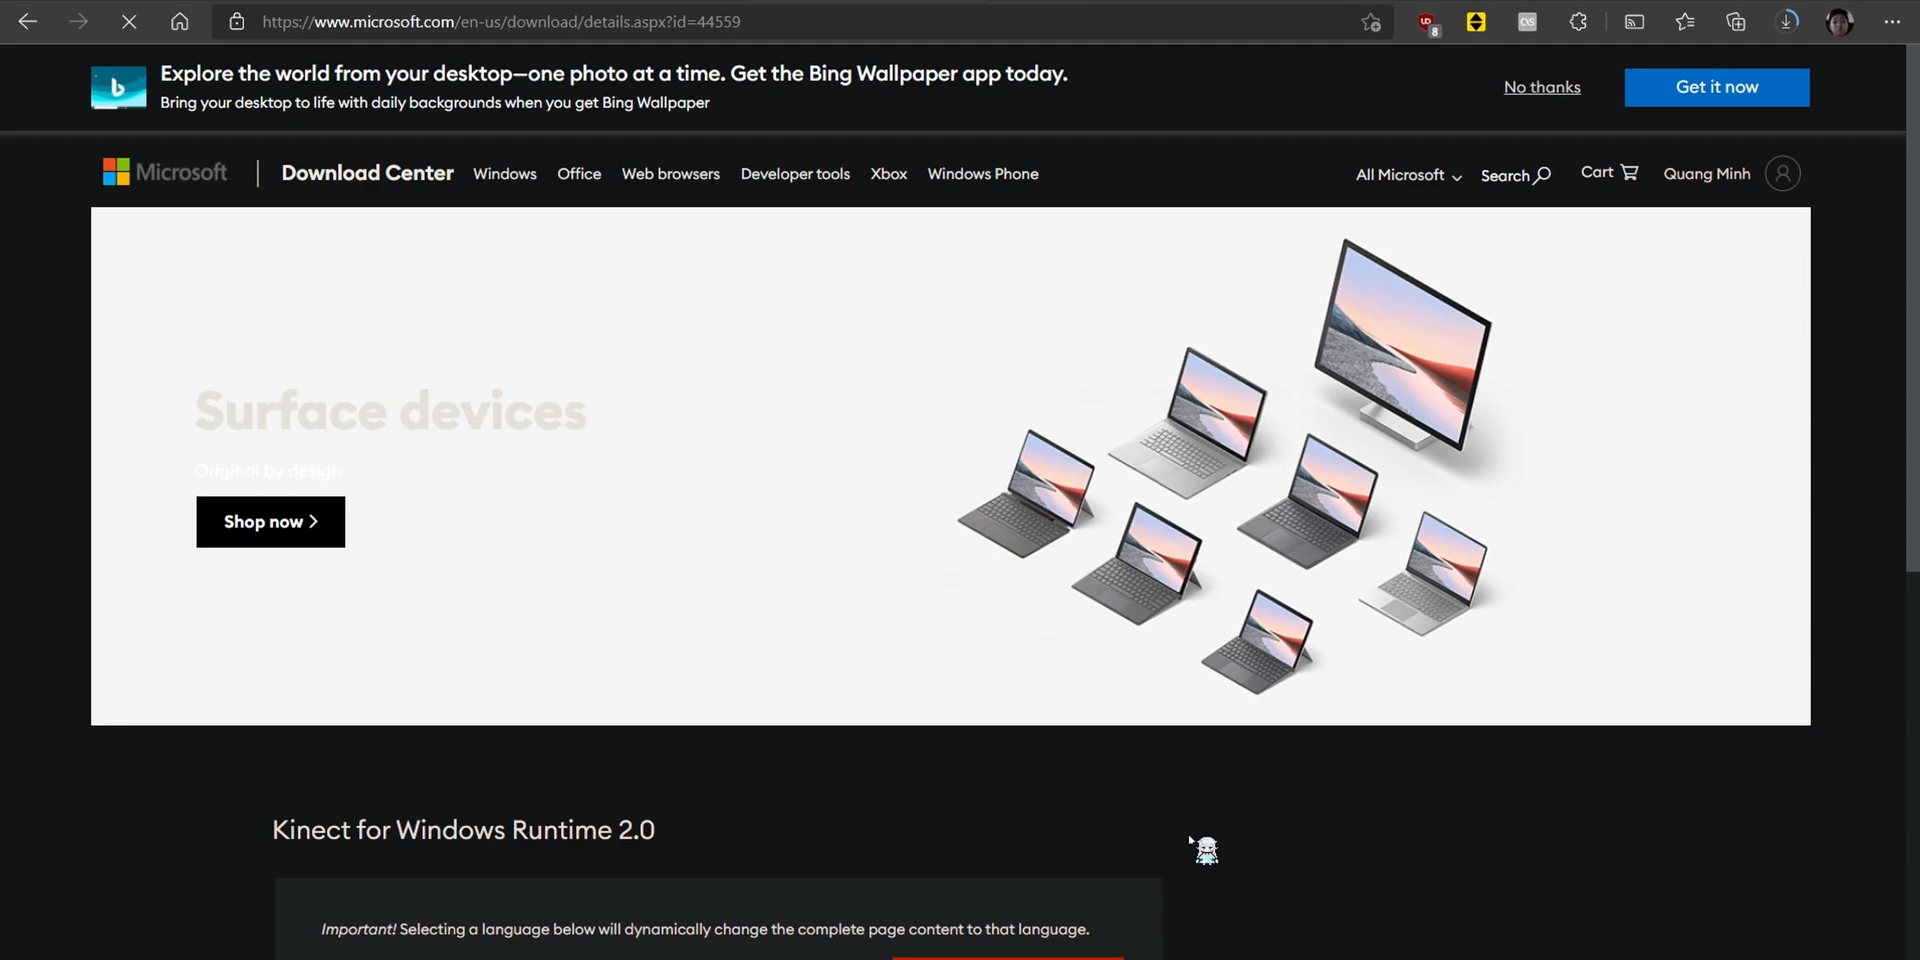 https://www.microsoft.com/en-us/download/details.aspx?id=44559
8
Explore the world from your desktop—one photo at a time. Get the Bing Wallpaper app today.
Bring your desktop to life with daily backgrounds when you get Bing Wallpaper
No thanks
Get it now
Microsoft
Download Center
Windows
Office
Web browsers
Developer tools
Xbox
Windows Phone
All Microsoft
Search
Cart
Quang Minh
Surface devices
Original by design
Shop now
Kinect for Windows Runtime 2.0
Important! Selecting a language below will dynamically change the complete page content to that language.